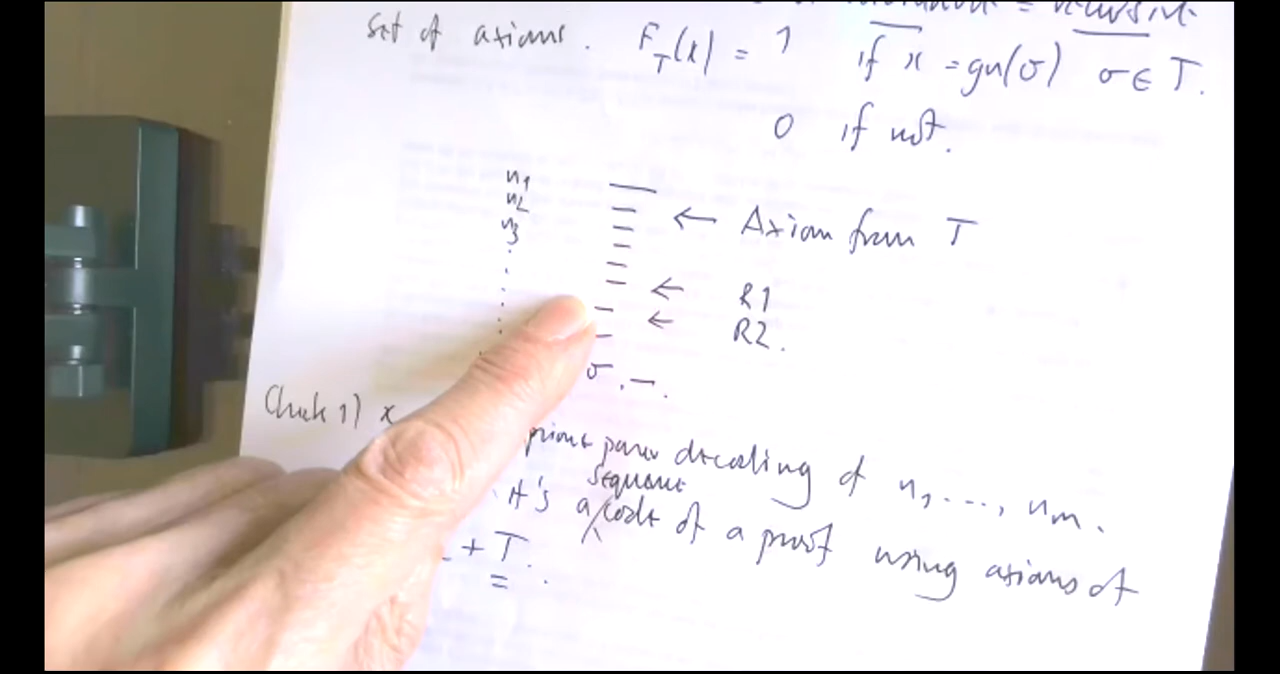 = recursive
set of axioms. F_T(x) = 1 if x = gn(σ) σ ∈ T.
0 if not.
n1
n2 ← Axiom from T
n3
← R1
← R2.
σ
Check 1) x prime power decoding of n1, ..., nm.
sequence
it's a code of a proof using axioms of
+ T.